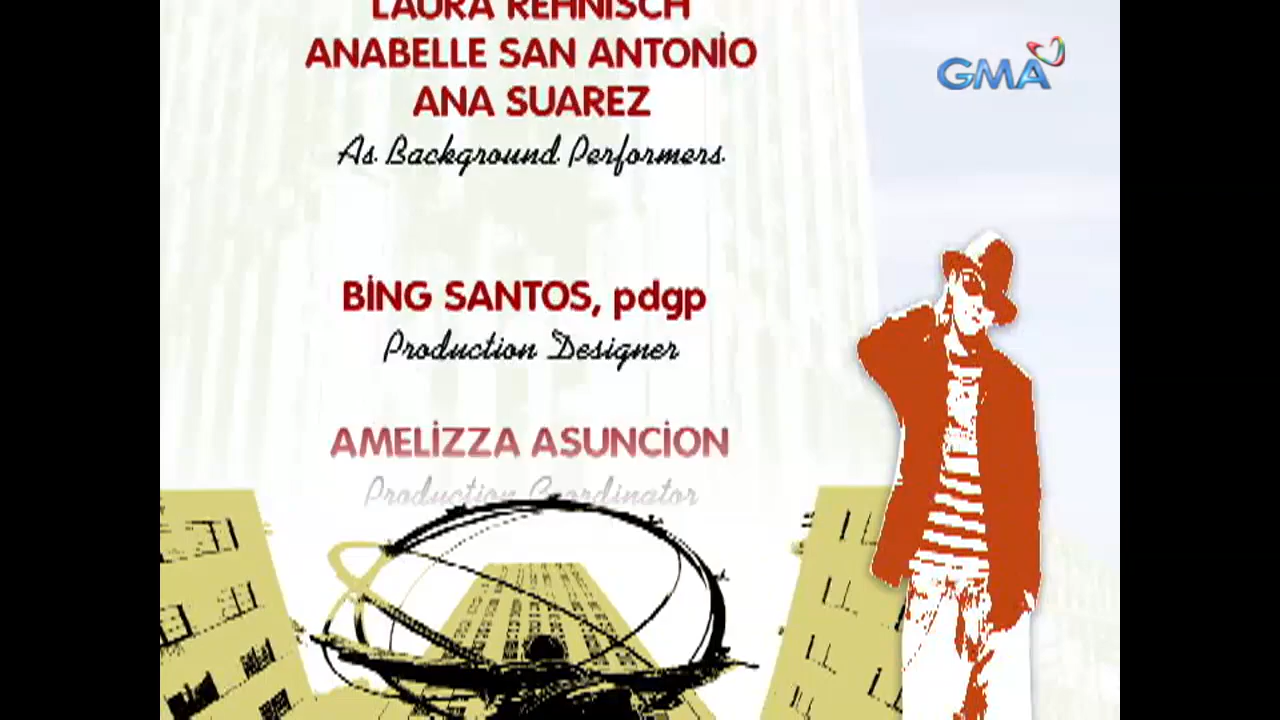 LAURA REHNISCH
ANABELLE SAN ANTONIO
ANA SUAREZ
As Background Performers
BING SANTOS, pdgp
Production Designer
AMELIZZA ASUNCION
Production Coordinator
GMA